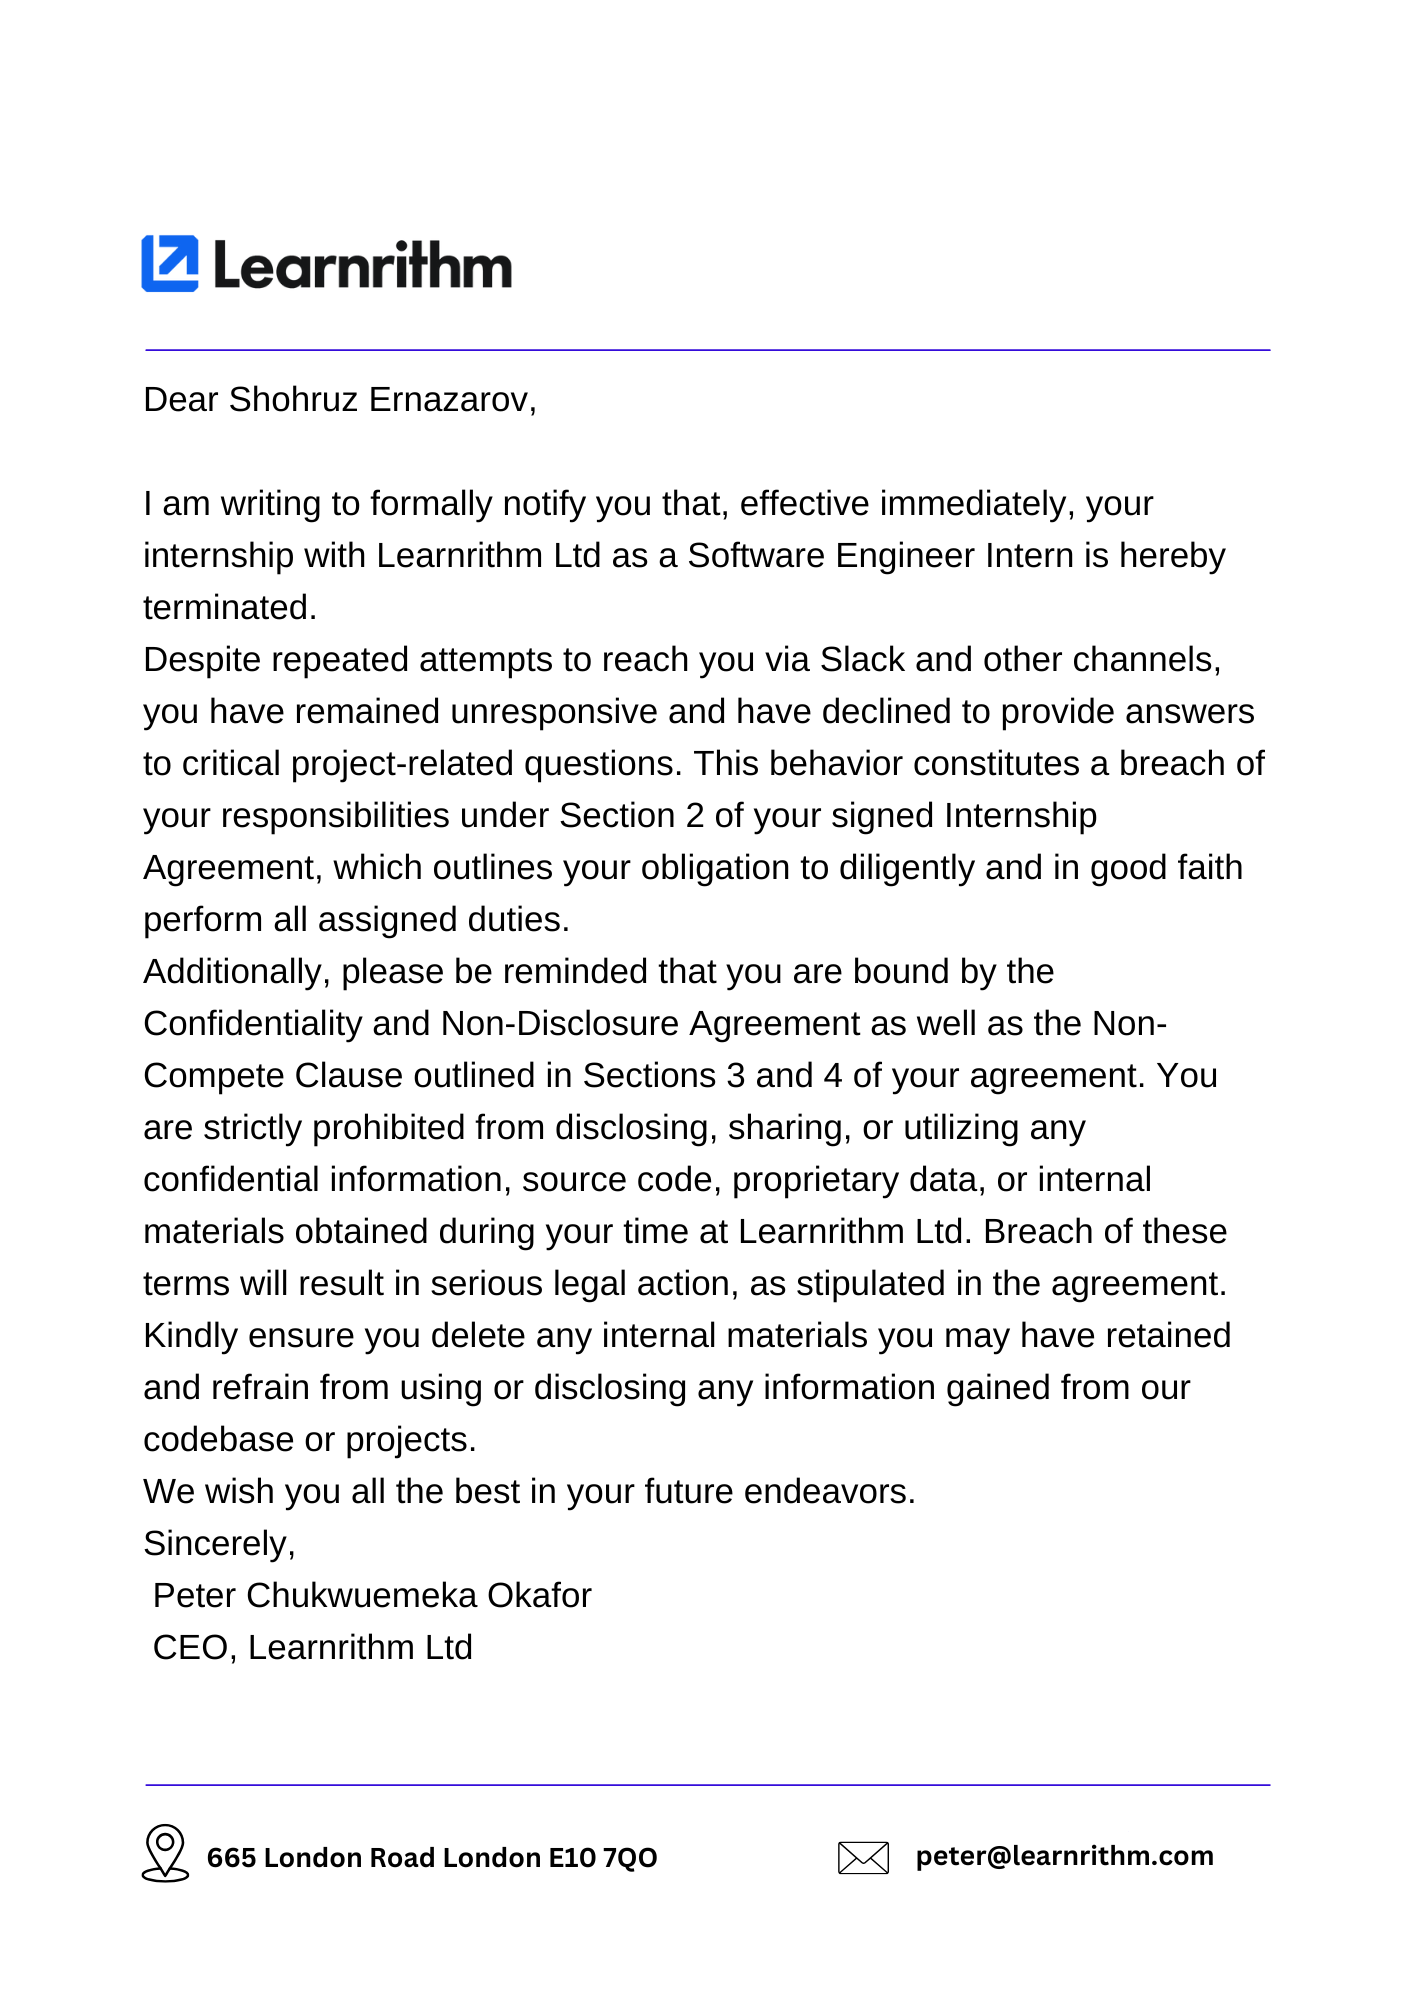 Learnrithm
Dear Shohruz Ernazarov,
I am writing to formally notify you that, effective immediately, your
internship with Learnrithm Ltd as a Software Engineer Intern is hereby
terminated.
Despite repeated attempts to reach you via Slack and other channels,
you have remained unresponsive and have declined to provide answers
to critical project-related questions. This behavior constitutes a breach of
your responsibilities under Section 2 of your signed Internship
Agreement, which outlines your obligation to diligently and in good faith
perform all assigned duties.
Additionally, please be reminded that you are bound by the
Confidentiality and Non-Disclosure Agreement as well as the Non-
Compete Clause outlined in Sections 3 and 4 of your agreement. You
are strictly prohibited from disclosing, sharing, or utilizing any
confidential information, source code, proprietary data, or internal
materials obtained during your time at Learnrithm Ltd. Breach of these
terms will result in serious legal action, as stipulated in the agreement.
Kindly ensure you delete any internal materials you may have retained
and refrain from using or disclosing any information gained from our
codebase or projects.
We wish you all the best in your future endeavors.
Sincerely,
Peter Chukwuemeka Okafor
CEO, Learnrithm Ltd
665 London Road London E10 7QO
peter@learnrithm.com